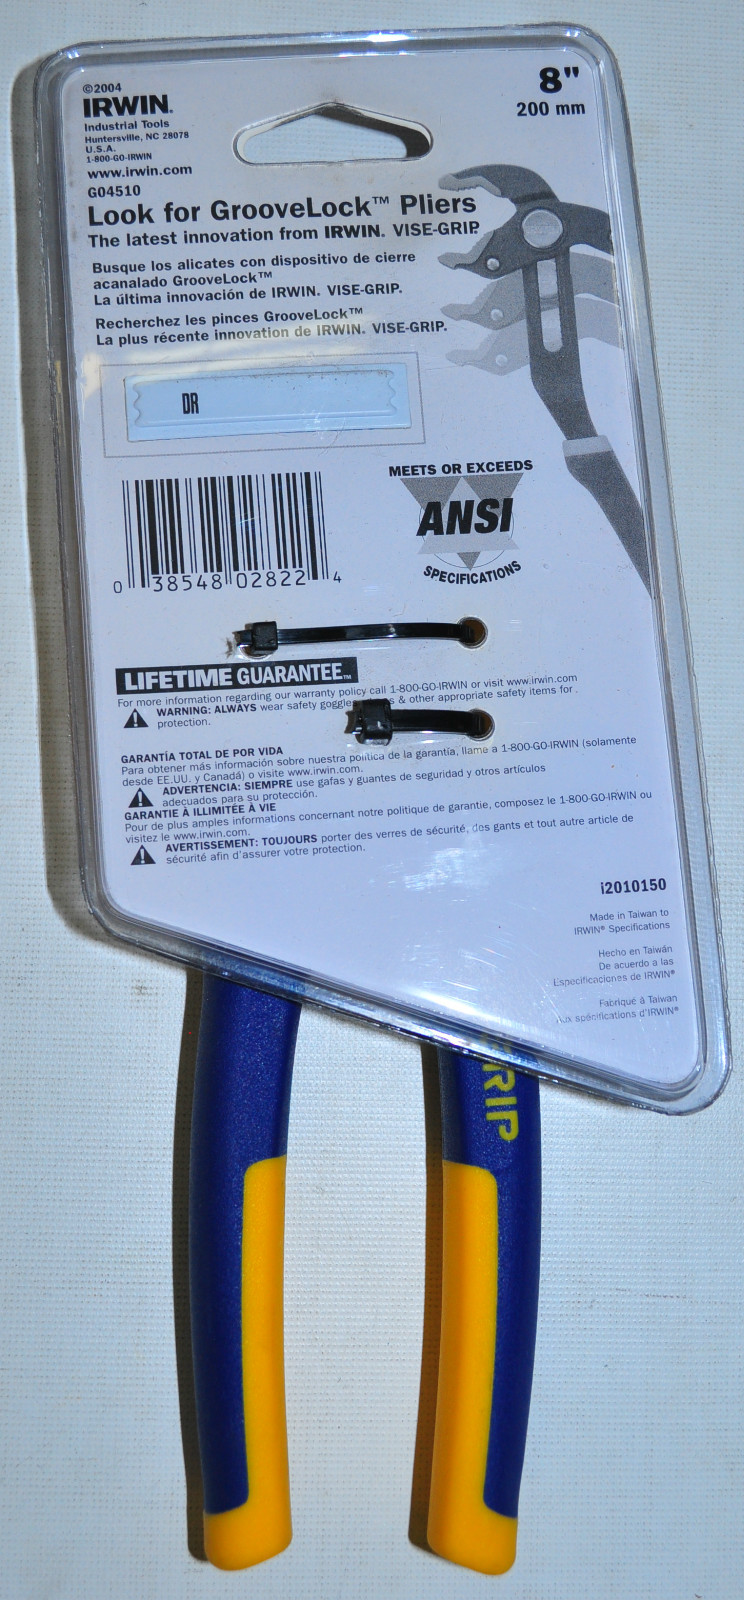 ©2004
IRWIN.
Industrial Tools
Huntersville, NC 28078
U.S.A.
1-800-GO-IRWIN
www.irwin.com
G04510
8"
200 mm
Look for GrooveLock™ Pliers
The latest innovation from IRWIN. VISE-GRIP
Busque los alicates con dispositivo de cierre
acanalado GrooveLock™
La última innovación de IRWIN. VISE-GRIP.
Recherchez les pinces GrooveLock™
La plus récente innovation de IRWIN. VISE-GRIP.
DR
MEETS OR EXCEEDS
ANSI
SPECIFICATIONS
0 38548 02822 4
LIFETIME GUARANTEE™
For more information regarding our warranty policy call 1-800-GO-IRWIN or visit www.irwin.com
WARNING: ALWAYS wear safety goggles & other appropriate safety items for .
protection.
GARANTÍA TOTAL DE POR VIDA
Para obtener más información sobre nuestra política de la garantía, llame a 1-800-GO-IRWIN (solamente
desde EE.UU. y Canadá) o visite www.irwin.com.
ADVERTENCIA: SIEMPRE use gafas y guantes de seguridad y otros artículos
adecuados para su protección.
GARANTIE À ILLIMITÉE À VIE
Pour de plus amples informations concernant notre politique de garantie, composez le 1-800-GO-IRWIN ou
visitez le www.irwin.com.
AVERTISSEMENT: TOUJOURS porter des verres de sécurité, dos gants et tout autre article de
sécurité afin d'assurer votre protection.
i2010150
Made in Taiwan to
IRWIN® Specifications
Hecho en Taiwán
De acuerdo a las
Especificaciones de IRWIN®
Fabriqué à Taiwan
Aux spécifications d'IRWIN®
GRIP